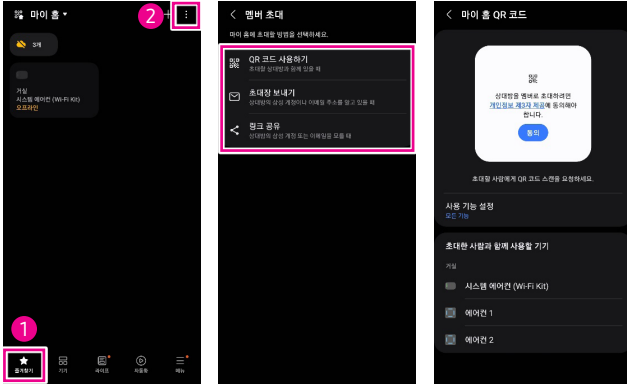 마이 홈
2
3개
거실
시스템 에어컨 (Wi-Fi Kit)
오프라인
1
즐겨찾기
기기
라이프
자동화
메뉴
멤버 초대
마이 홈에 초대할 방법을 선택하세요.
QR 코드 사용하기
초대할 상대방과 함께 있을 때
초대장 보내기
상대방의 삼성 계정이나 이메일 주소를 알고 있을 때
링크 공유
상대방의 삼성 계정 또는 이메일을 모를 때
마이 홈 QR 코드
상대방을 멤버로 초대하려면
개인정보 제3자 제공에 동의해야
합니다.
동의
초대할 사람에게 QR 코드 스캔을 요청하세요.
사용 가능 설정
모든 기능
초대한 사람과 함께 사용할 기기
거실
시스템 에어컨 (Wi-Fi Kit)
에어컨 1
에어컨 2